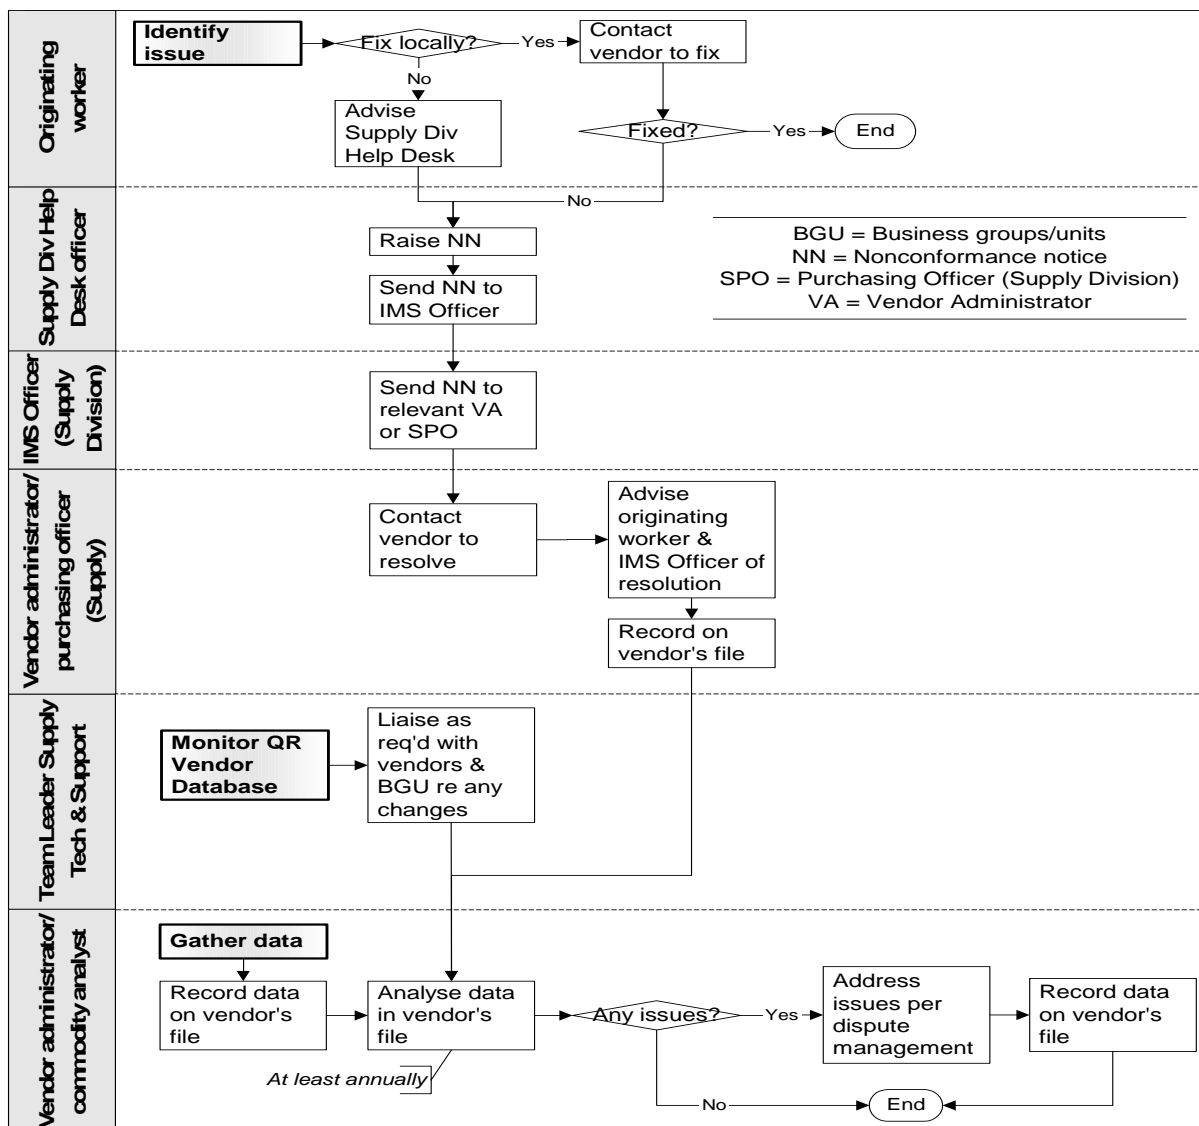 Originating
worker
Identify
issue
Fix locally?
Yes
Contact
vendor to fix
No
Advise
Supply Div
Help Desk
Fixed?
Yes
End
No
Supply Div Help
Desk officer
Raise NN
Send NN to
IMS Officer
BGU = Business groups/units
NN = Nonconformance notice
SPO = Purchasing Officer (Supply Division)
VA = Vendor Administrator
IMS Officer
(Supply
Division)
Send NN to
relevant VA
or SPO
Vendor administrator/
purchasing officer
(Supply)
Contact
vendor to
resolve
Advise
originating
worker &
IMS Officer of
resolution
Record on
vendor's file
Team Leader Supply
Tech & Support
Monitor QR
Vendor
Database
Liaise as
req'd with
vendors &
BGU re any
changes
Vendor administrator/
commodity analyst
Gather data
Record data
on vendor's
file
Analyse data
in vendor's
file
At least annually
Any issues?
Yes
Address
issues per
dispute
management
Record data
on vendor's
file
No
End